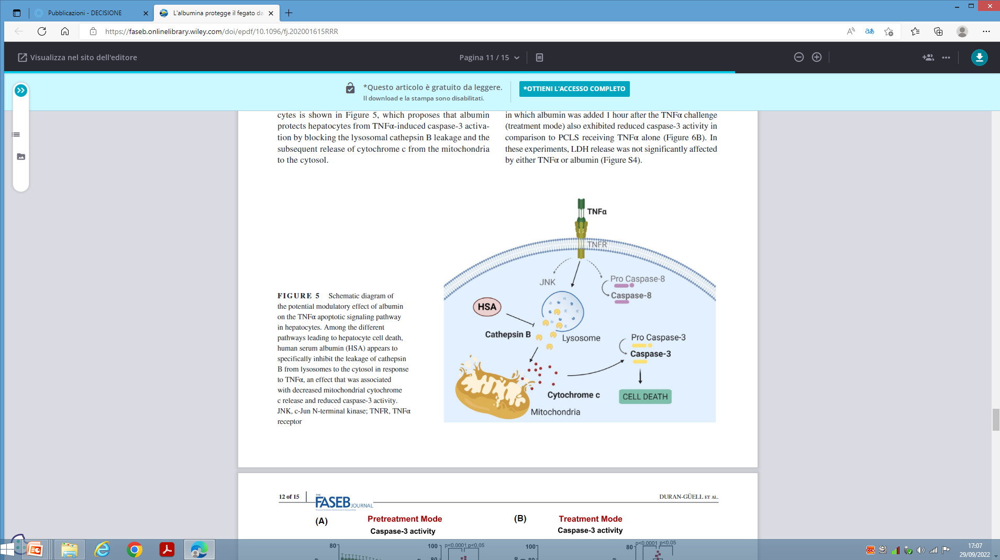 Pubblicazioni - DECISIONE
L'albumina protegge il fegato da
https://faseb.onlinelibrary.wiley.com/doi/epdf/10.1096/fj.202001615RRR
Visualizza nel sito dell'editore
Pagina 11 / 15
*Questo articolo è gratuito da leggere.
Il download e la stampa sono disabilitati.
*OTTIENI L'ACCESSO COMPLETO
cytes is shown in Figure 5, which proposes that albumin
protects hepatocytes from TNFα-induced caspase-3 activa-
tion by blocking the lysosomal cathepsin B leakage and the
subsequent release of cytochrome c from the mitochondria
to the cytosol.
in which albumin was added 1 hour after the TNFα challenge
(treatment mode) also exhibited reduced caspase-3 activity in
comparison to PCLS receiving TNFα alone (Figure 6B). In
these experiments, LDH release was not significantly affected
by either TNFα or albumin (Figure S4).
TNFα
TNFR
JNK
Pro Caspase-8
Caspase-8
HSA
Cathepsin B
Lysosome
Pro Caspase-3
Caspase-3
Cytochrome c
CELL DEATH
Mitochondria
FIGURE 5 Schematic diagram of
the potential modulatory effect of albumin
on the TNFα apoptotic signaling pathway
in hepatocytes. Among the different
pathways leading to hepatocyte cell death,
human serum albumin (HSA) appears to
specifically inhibit the leakage of cathepsin
B from lysosomes to the cytosol in response
to TNFα, an effect that was associated
with decreased mitochondrial cytochrome
c release and reduced caspase-3 activity.
JNK, c-Jun N-terminal kinase; TNFR, TNFα
receptor
12 of 15
THE
FASEB JOURNAL
DURAN-GÜELL ET AL.
(A)
Pretreatment Mode
Caspase-3 activity
(B)
Treatment Mode
Caspase-3 activity
80
100
p<0.0001 p<0.05
80
100
80
80
p<0.0001 p<0.05
17:07
29/09/2022